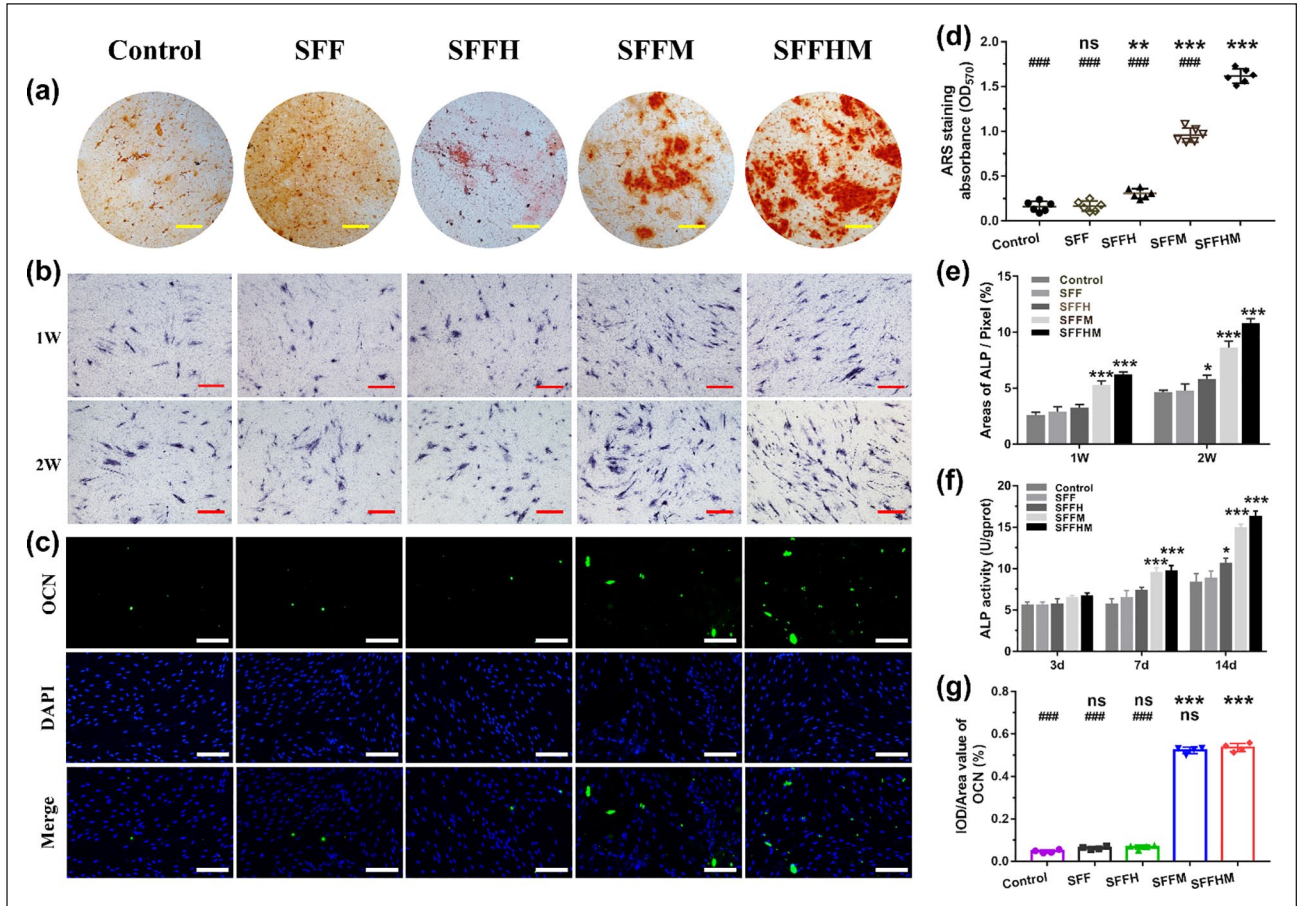 Control SFF SFFH SFFM SFFHM
(a)
(b)
1W
2W
(c)
OCN
DAPI
Merge
(d)
ns ** *** ***
### ### ### ###
ARS staining
absorbance (OD570)
2.0
1.5
1.0
0.5
0.0
Control SFF SFFH SFFM SFFHM
(e)
Control
SFF
SFFH
SFFM
SFFHM
Areas of ALP / Pixel (%)
15
10
5
0
*** *** * *** ***
1W 2W
(f)
Control
SFF
SFFH
SFFM
SFFHM
ALP activity (U/gprot)
20
15
10
5
0
*** *** * *** ***
3d 7d 14d
(g)
ns ns *** ***
### ### ### ns
IOD/Area value of
OCN (%)
0.8
0.6
0.4
0.2
0.0
Control SFF SFFH SFFM SFFHM